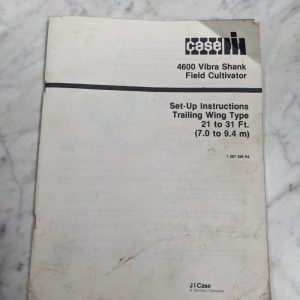 case IH
4600 Vibra Shank
Field Cultivator
Set-Up Instructions
Trailing Wing Type
21 to 31 Ft.
(7.0 to 9.4 m)
J I Case
A Tenneco Company